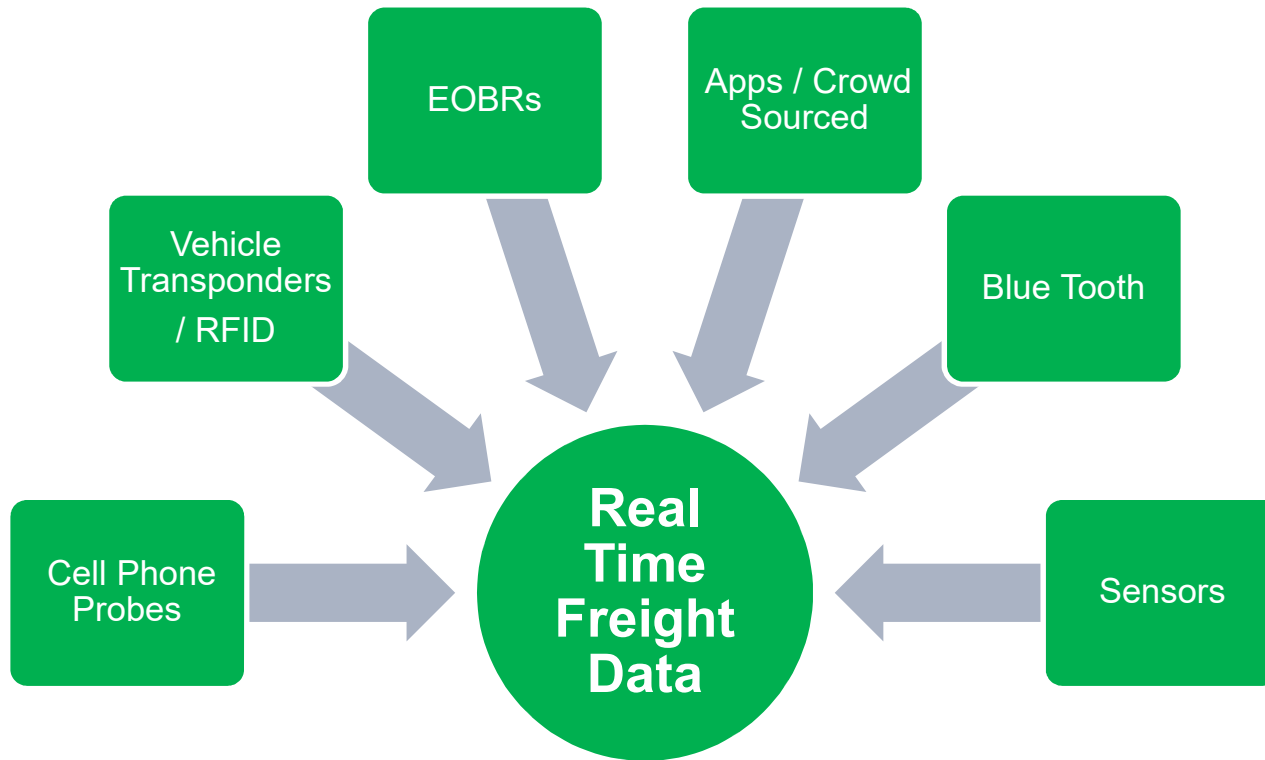 EOBRs
Apps / Crowd
Sourced
Vehicle
Transponders
/ RFID
Blue Tooth
Cell Phone
Probes
Real
Time
Freight
Data
Sensors